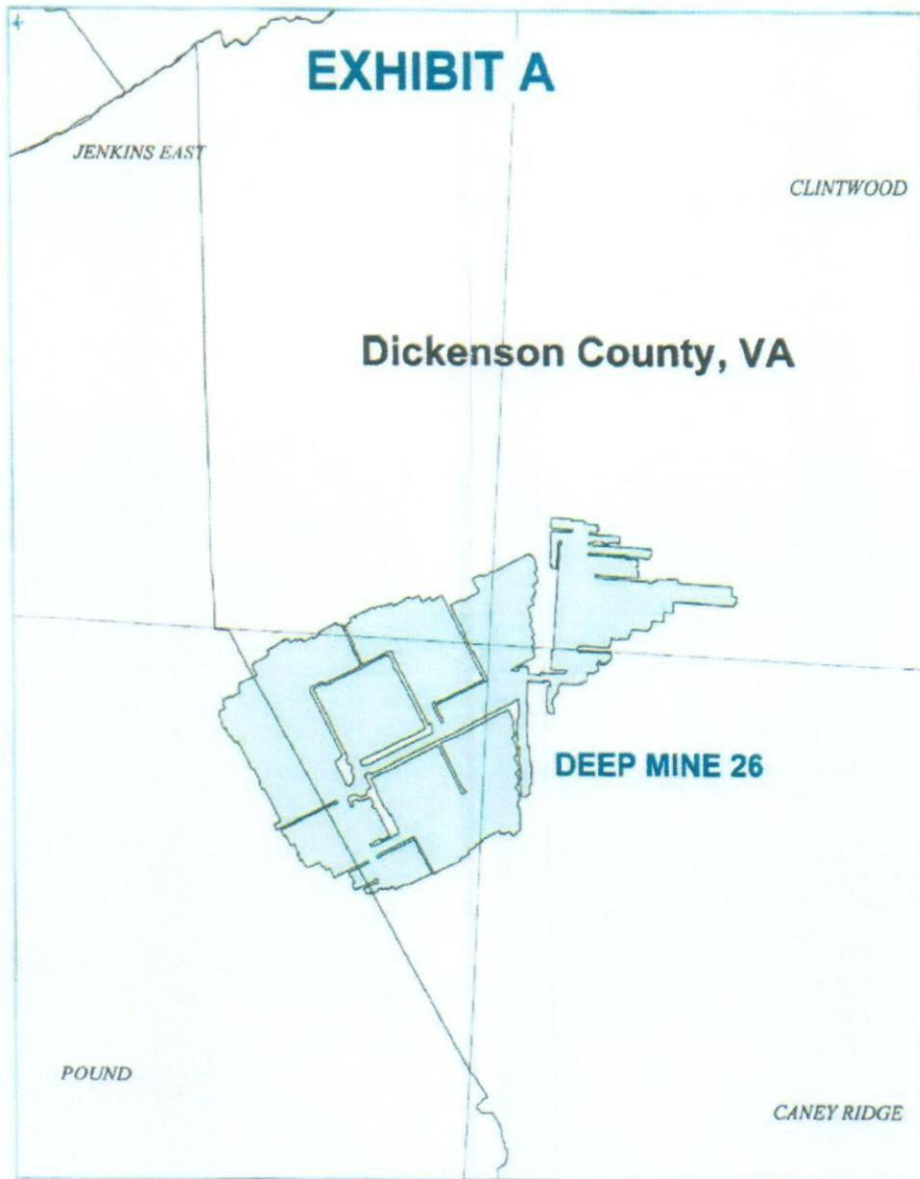 EXHIBIT A
JENKINS EAST
CLINTWOOD
Dickenson County, VA
DEEP MINE 26
POUND
CANEY RIDGE